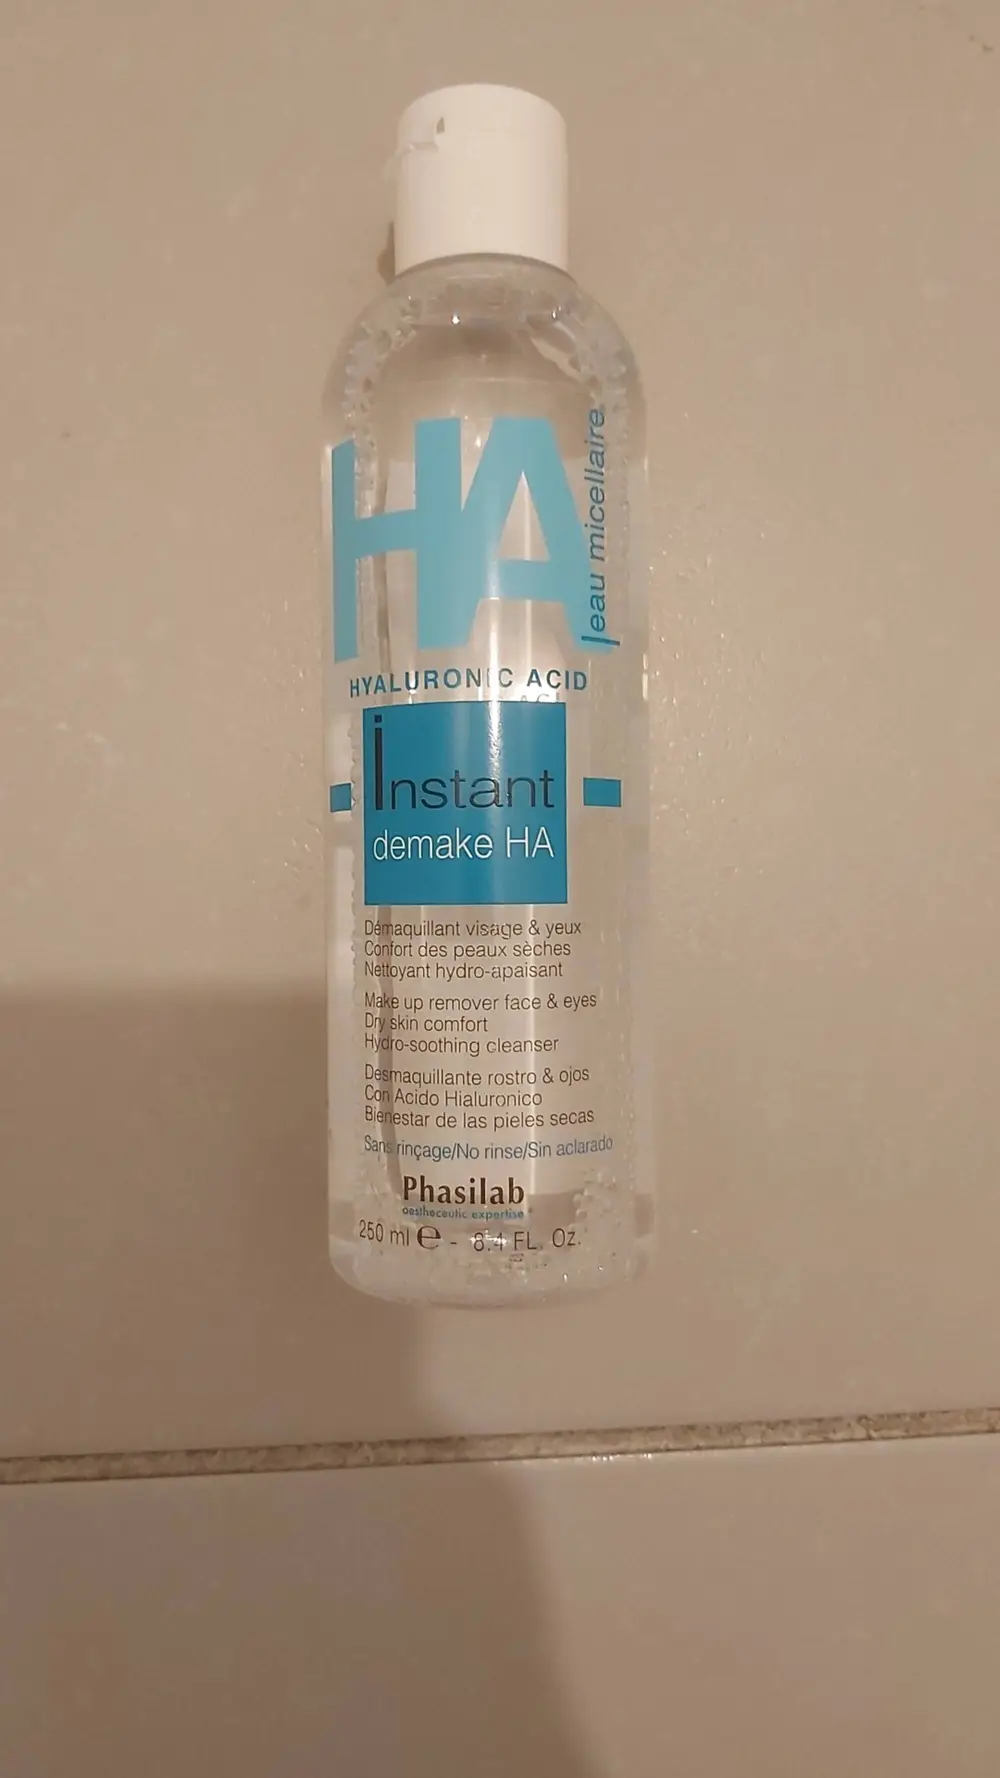 HA
eau micellaire
HYALURONIC ACID
instant
demake HA
Démaquillant visage & yeux
Confort des peaux sèches
Nettoyant hydro-apaisant
Make up remover face & eyes
Dry skin comfort
Hydro-soothing cleanser
Desmaquillante rostro & ojos
Con Acido Hialuronico
Bienestar de las pieles secas
Sans rinçage/No rinse/Sin aclarado
Phasilab
aestheceutic expertise
250 ml e - 8.4 FL. Oz.